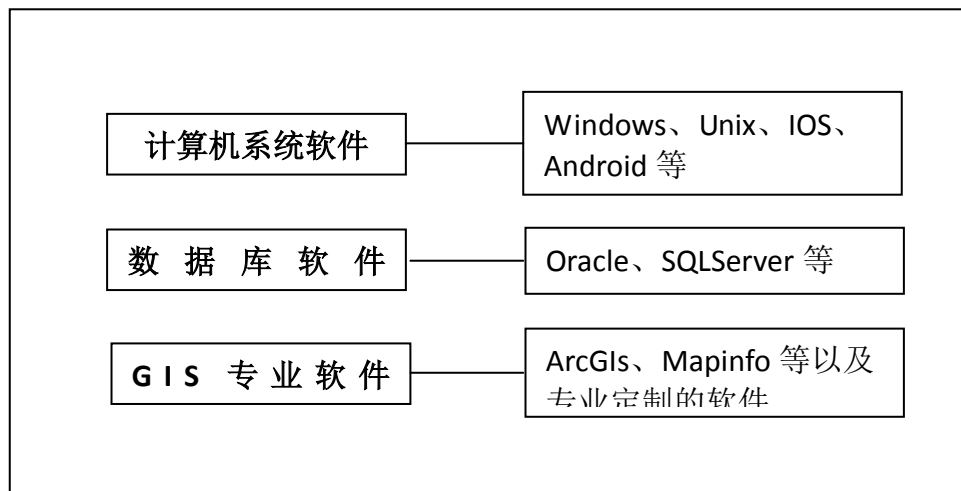 计算机系统软件
Windows、Unix、IOS、
Android 等
数据库软件
Oracle、SQLServer 等
GIS 专业软件
ArcGIs、Mapinfo 等以及
专业定制的软件